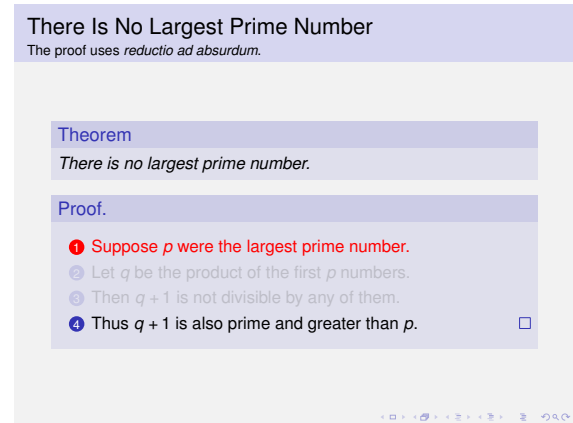 There Is No Largest Prime Number
The proof uses reductio ad absurdum.
Theorem
There is no largest prime number.
Proof.
1 Suppose p were the largest prime number.
2 Let q be the product of the first p numbers.
3 Then q + 1 is not divisible by any of them.
4 Thus q + 1 is also prime and greater than p.